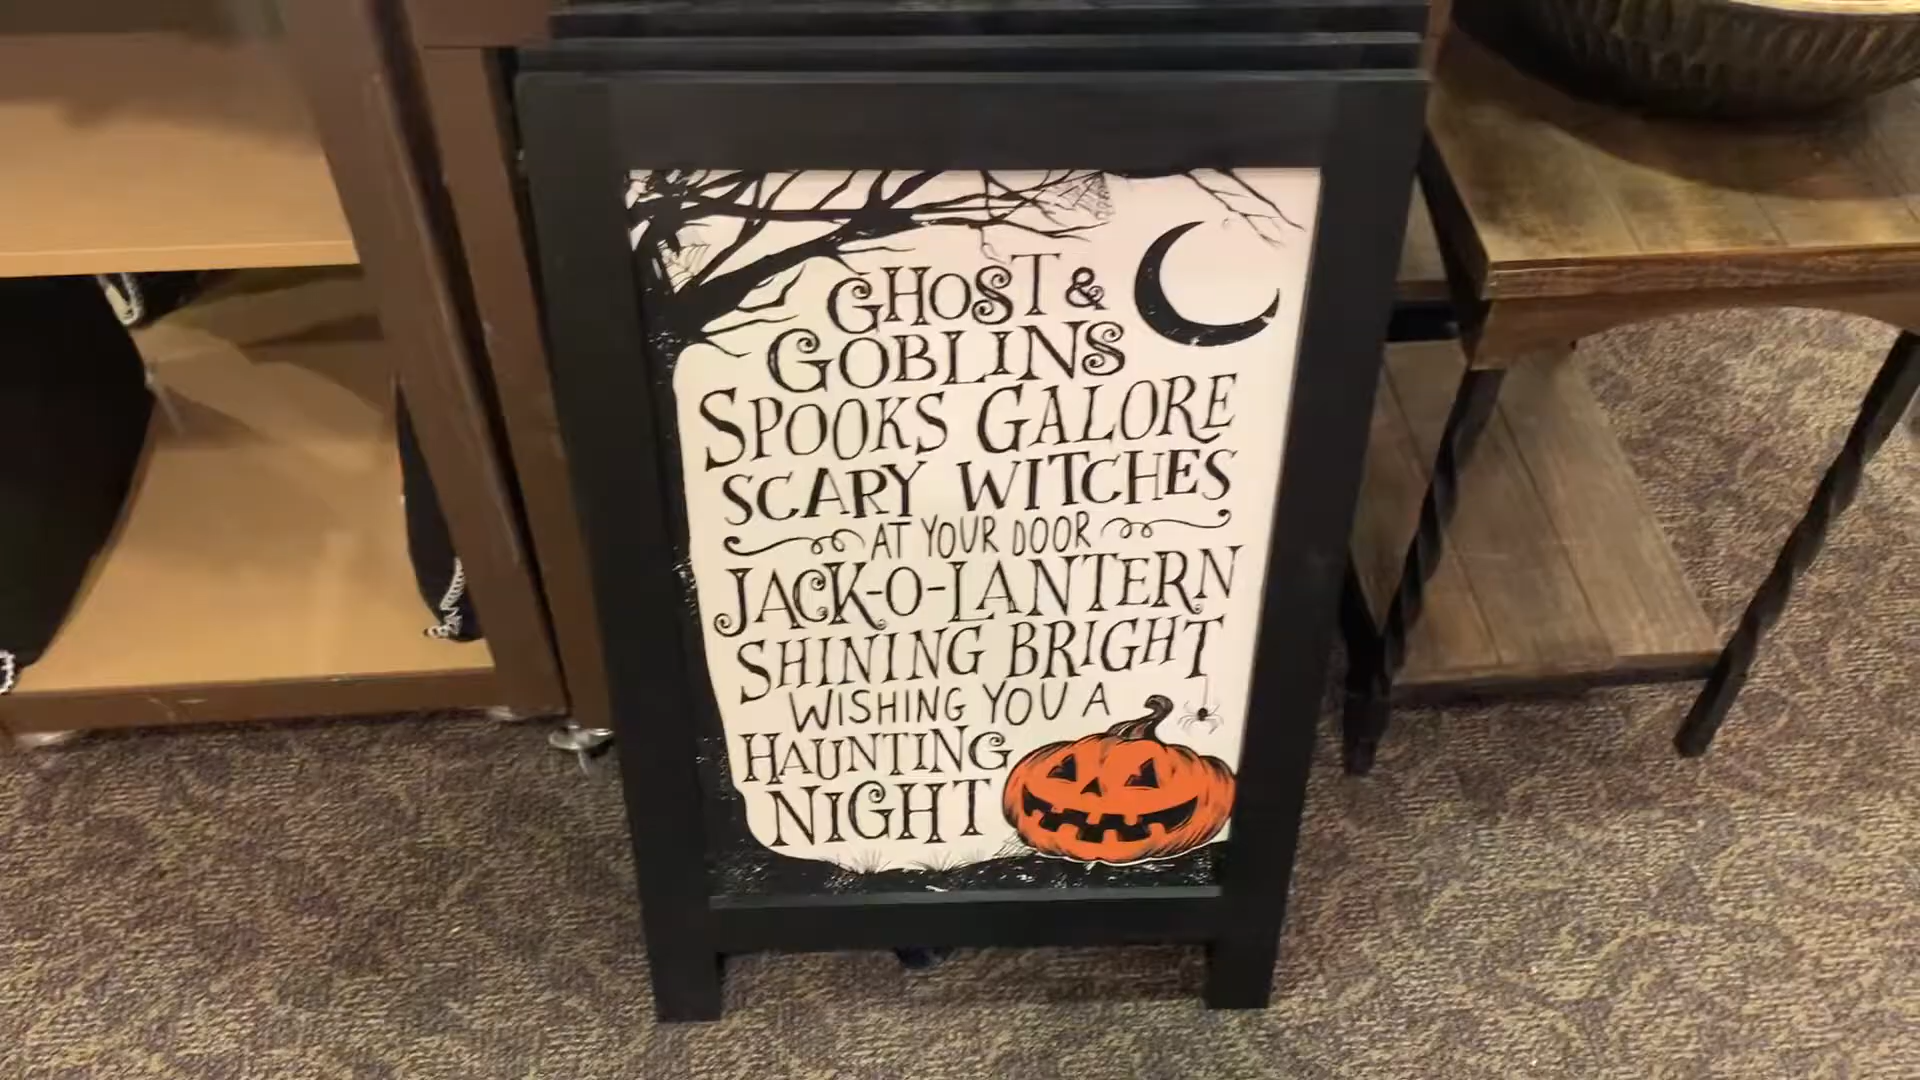 GHOST &
GOBLINS
SPOOKS GALORE
SCARY WITCHES
AT YOUR DOOR
JACK-O-LANTERN
SHINING BRIGHT
WISHING YOU A
HAUNTING
NIGHT